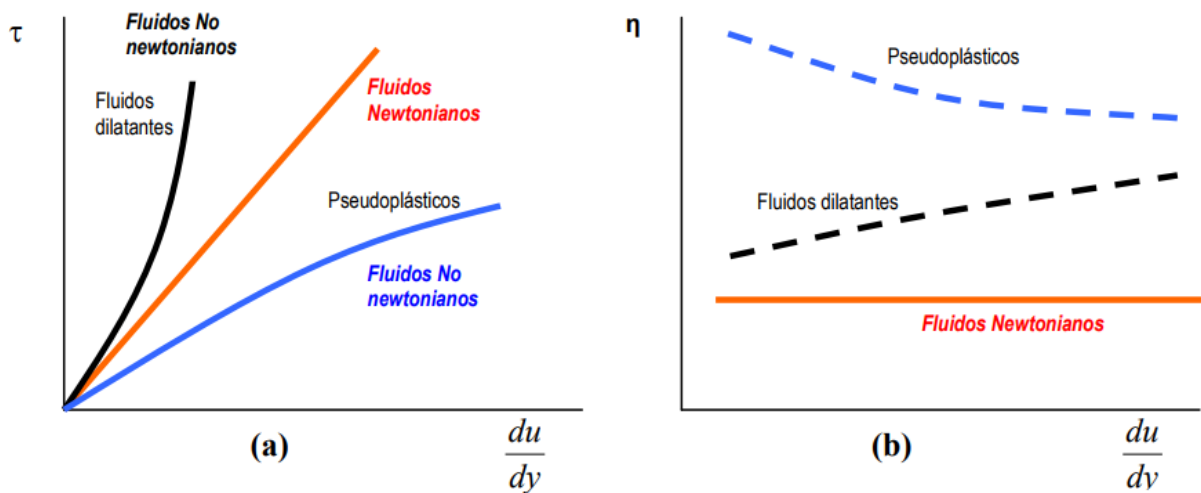 τ
Fluidos No
newtonianos
Fluidos
dilatantes
Fluidos
Newtonianos
Pseudoplásticos
Fluidos No
newtonianos
(a)
du
dy
η
Pseudoplásticos
Fluidos dilatantes
Fluidos Newtonianos
(b)
du
dy